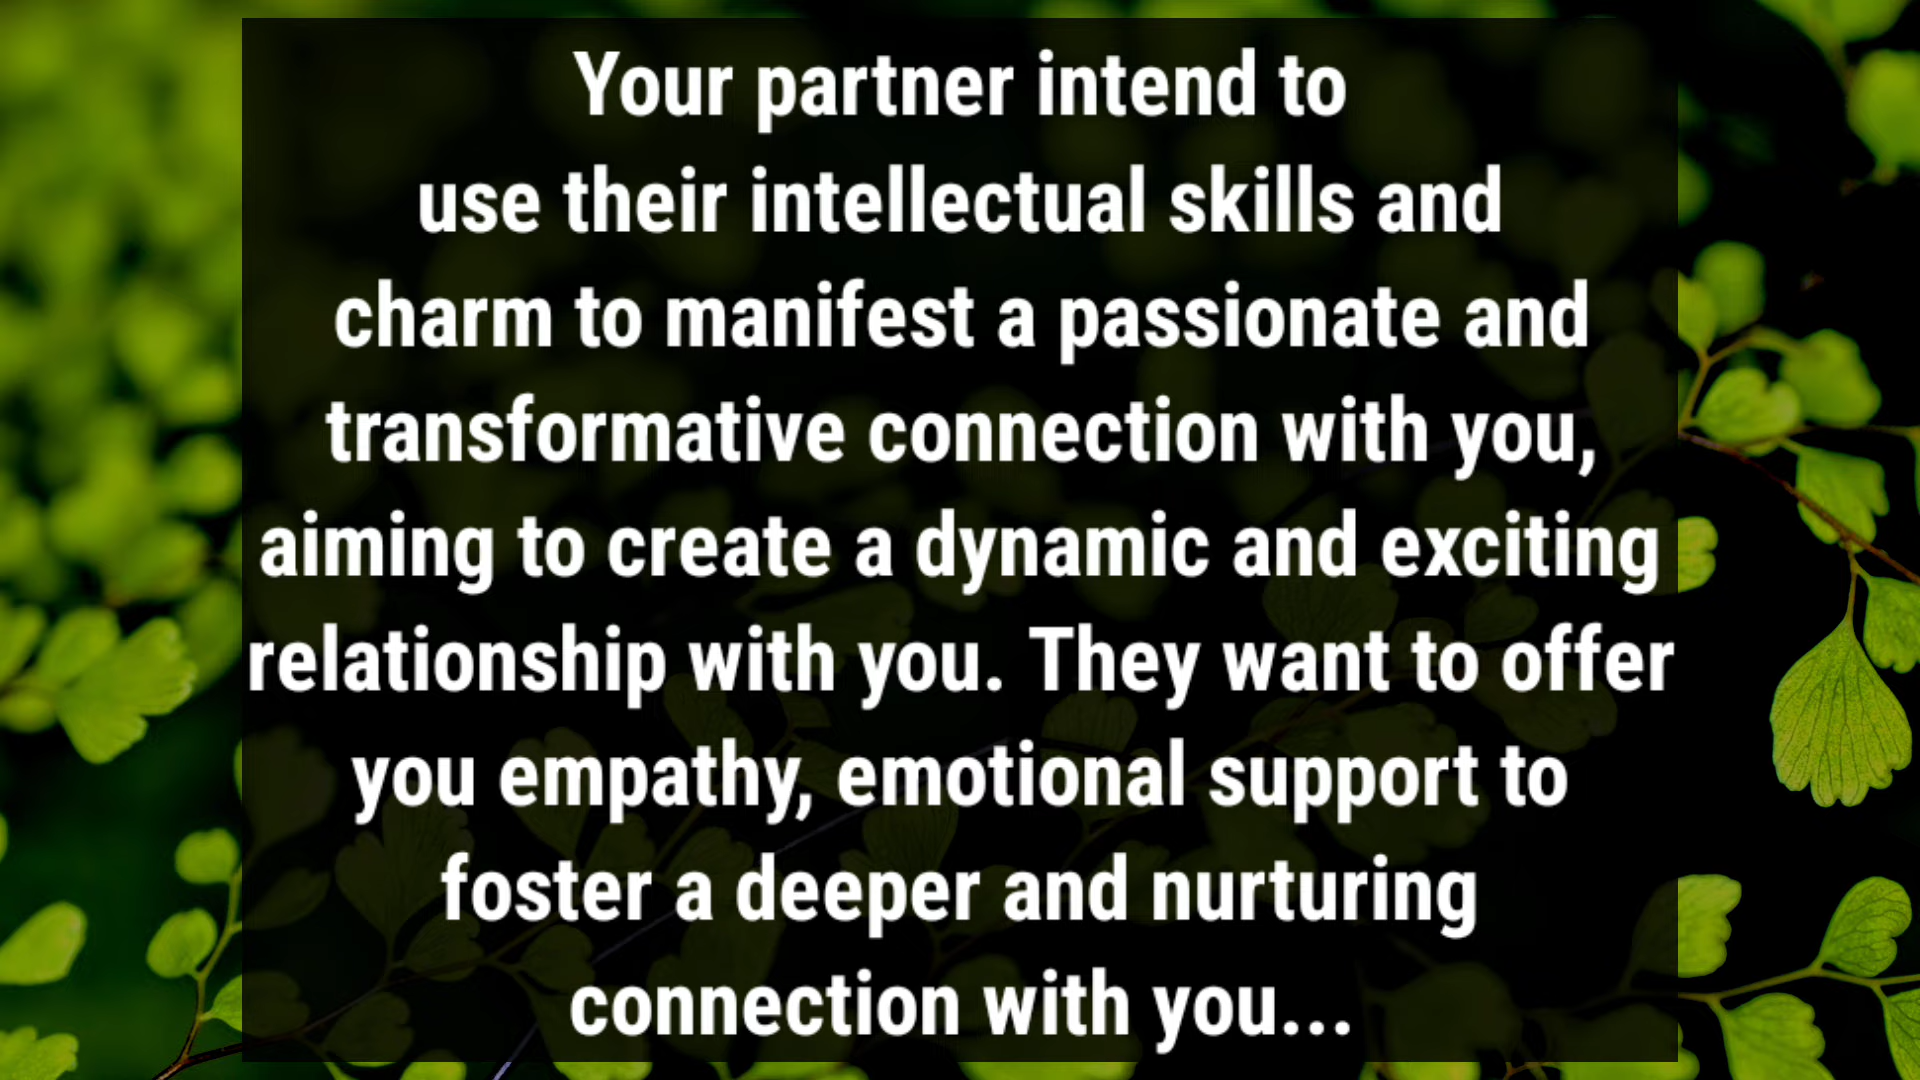 Your partner intend to
use their intellectual skills and
charm to manifest a passionate and
transformative connection with you,
aiming to create a dynamic and exciting
relationship with you. They want to offer
you empathy, emotional support to
foster a deeper and nurturing
connection with you...